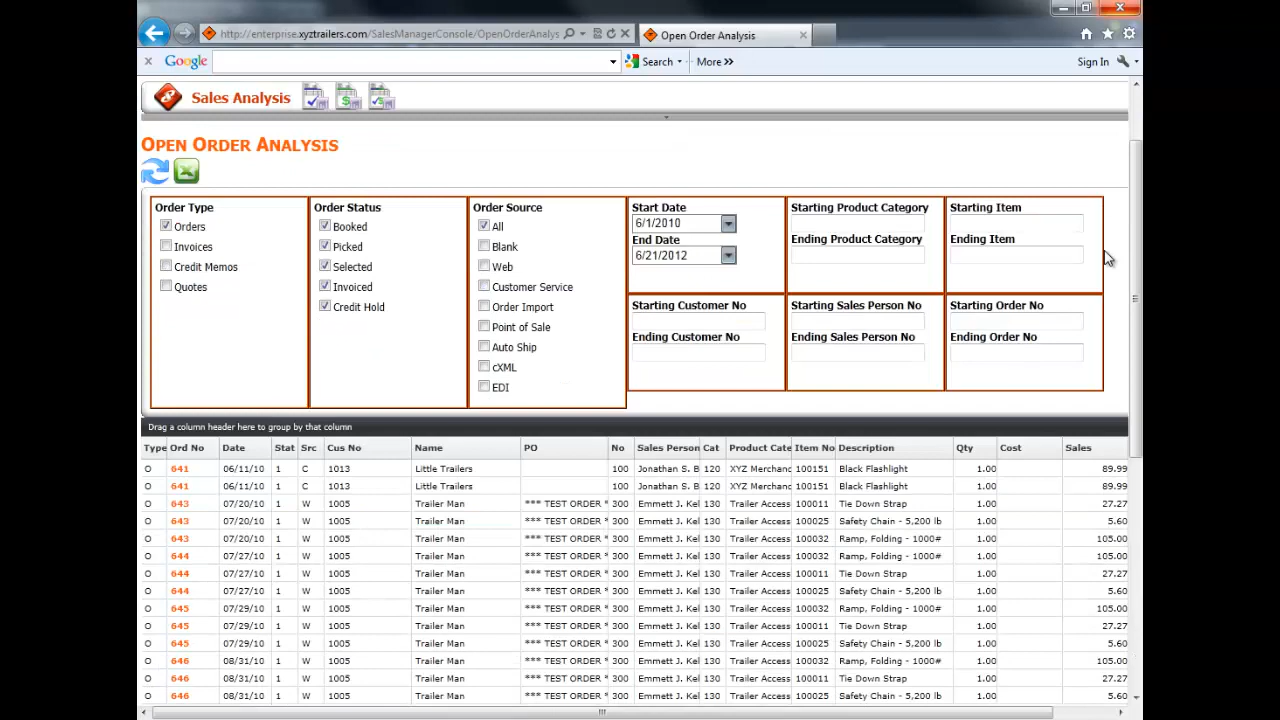 http://enterprise.xyztrailers.com/SalesManagerConsole/OpenOrderAnalys
Open Order Analysis
x Google Search More »
Sign In
Sales Analysis
OPEN ORDER ANALYSIS
Order Type
Orders
Invoices
Credit Memos
Quotes
Order Status
Booked
Picked
Selected
Invoiced
Credit Hold
Order Source
All
Blank
Web
Customer Service
Order Import
Point of Sale
Auto Ship
cXML
EDI
Start Date
6/1/2010
End Date
6/21/2012
Starting Product Category
Ending Product Category
Starting Item
Ending Item
Starting Customer No
Ending Customer No
Starting Sales Person No
Ending Sales Person No
Starting Order No
Ending Order No
Drag a column header here to group by that column
Type Ord No Date Stat Src Cus No Name PO No Sales Person Cat Product Cate Item No Description Qty Cost Sales
O 641 06/11/10 1 C 1013 Little Trailers 100 Jonathan S. B 120 XYZ Merchanc 100151 Black Flashlight 1.00 89.99
O 641 06/11/10 1 C 1013 Little Trailers 100 Jonathan S. B 120 XYZ Merchanc 100151 Black Flashlight 1.00 89.99
O 643 07/20/10 1 W 1005 Trailer Man *** TEST ORDER * 300 Emmett J. Kel 130 Trailer Access 100011 Tie Down Strap 1.00 27.27
O 643 07/20/10 1 W 1005 Trailer Man *** TEST ORDER * 300 Emmett J. Kel 130 Trailer Access 100025 Safety Chain - 5,200 lb 1.00 5.60
O 643 07/20/10 1 W 1005 Trailer Man *** TEST ORDER * 300 Emmett J. Kel 130 Trailer Access 100032 Ramp, Folding - 1000# 1.00 105.00
O 644 07/27/10 1 W 1005 Trailer Man *** TEST ORDER * 300 Emmett J. Kel 130 Trailer Access 100032 Ramp, Folding - 1000# 1.00 105.00
O 644 07/27/10 1 W 1005 Trailer Man *** TEST ORDER * 300 Emmett J. Kel 130 Trailer Access 100011 Tie Down Strap 1.00 27.27
O 644 07/27/10 1 W 1005 Trailer Man *** TEST ORDER * 300 Emmett J. Kel 130 Trailer Access 100025 Safety Chain - 5,200 lb 1.00 5.60
O 645 07/29/10 1 W 1005 Trailer Man *** TEST ORDER * 300 Emmett J. Kel 130 Trailer Access 100032 Ramp, Folding - 1000# 1.00 105.00
O 645 07/29/10 1 W 1005 Trailer Man *** TEST ORDER * 300 Emmett J. Kel 130 Trailer Access 100011 Tie Down Strap 1.00 27.27
O 645 07/29/10 1 W 1005 Trailer Man *** TEST ORDER * 300 Emmett J. Kel 130 Trailer Access 100025 Safety Chain - 5,200 lb 1.00 5.60
O 646 08/31/10 1 W 1005 Trailer Man *** TEST ORDER * 300 Emmett J. Kel 130 Trailer Access 100032 Ramp, Folding - 1000# 1.00 105.00
O 646 08/31/10 1 W 1005 Trailer Man *** TEST ORDER * 300 Emmett J. Kel 130 Trailer Access 100011 Tie Down Strap 1.00 27.27
O 646 08/31/10 1 W 1005 Trailer Man *** TEST ORDER * 300 Emmett J. Kel 130 Trailer Access 100025 Safety Chain - 5,200 lb 1.00 5.60